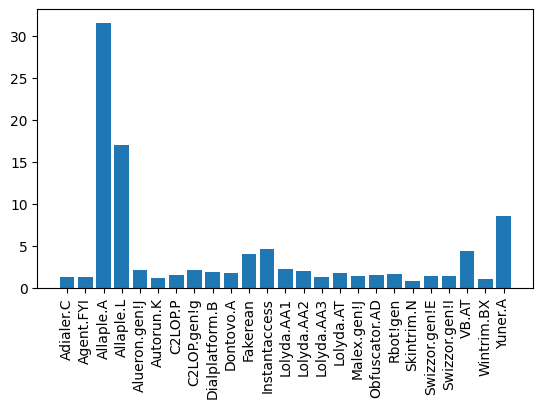 30
25
20
15
10
5
0
Adialer.C
Agent.FYI
Allaple.A
Allaple.L
Alueron.gen!J
Autorun.K
C2LOP.P
C2LOP.gen!g
Dialplatform.B
Dontovo.A
Fakerean
Instantaccess
Lolyda.AA1
Lolyda.AA2
Lolyda.AA3
Lolyda.AT
Malex.gen!J
Obfuscator.AD
Rbot!gen
Skintrim.N
Swizzor.gen!E
Swizzor.gen!I
VB.AT
Wintrim.BX
Yuner.A